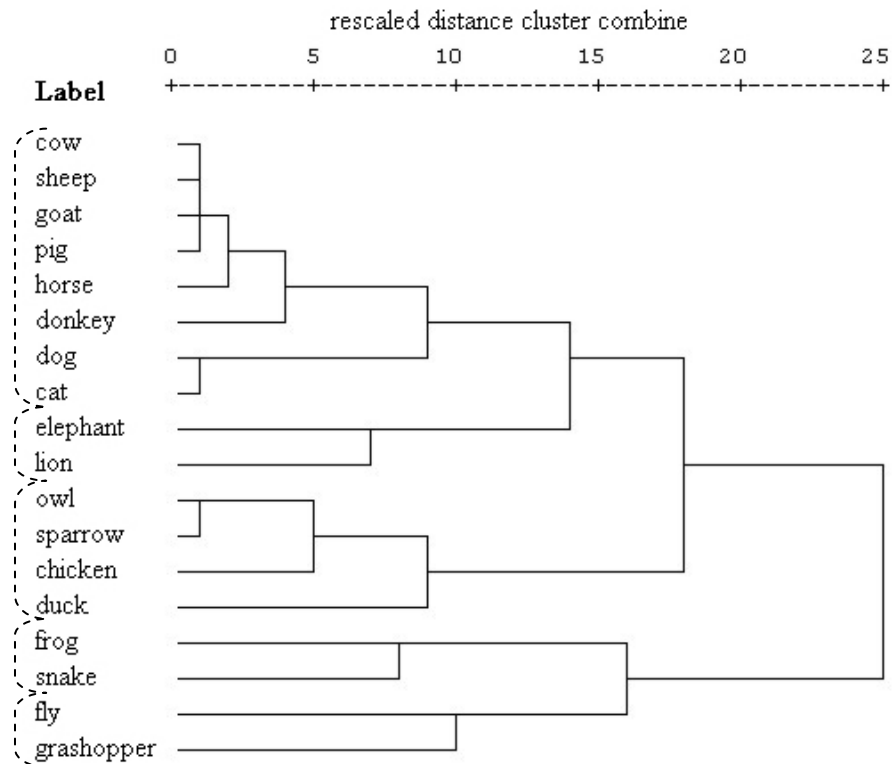 rescaled distance cluster combine
0 5 10 15 20 25
Label
cow
sheep
goat
pig
horse
donkey
dog
cat
elephant
lion
owl
sparrow
chicken
duck
frog
snake
fly
grashopper